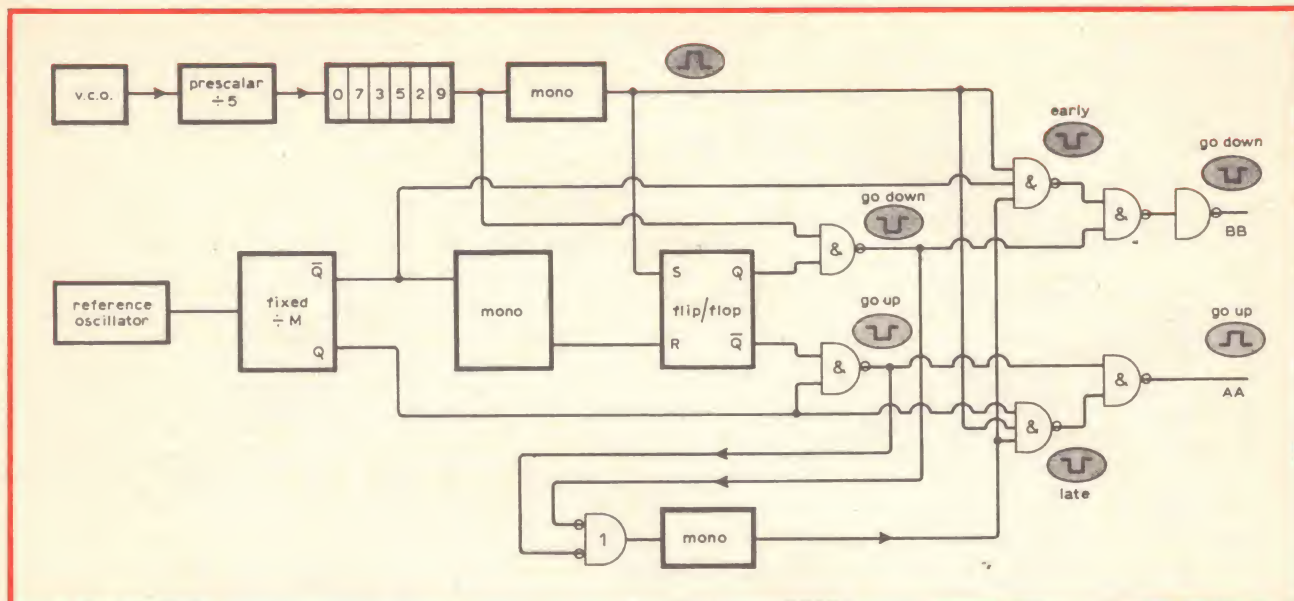 v.c.o.
prescalar
÷5
0 7 3 5 2 9
mono
early
&
go down
&
BB
go down
&
reference
oscillator
Q̅
fixed
÷ M
Q
mono
S Q
flip/flop
R Q̅
go up
&
go up
&
AA
&
late
1
mono